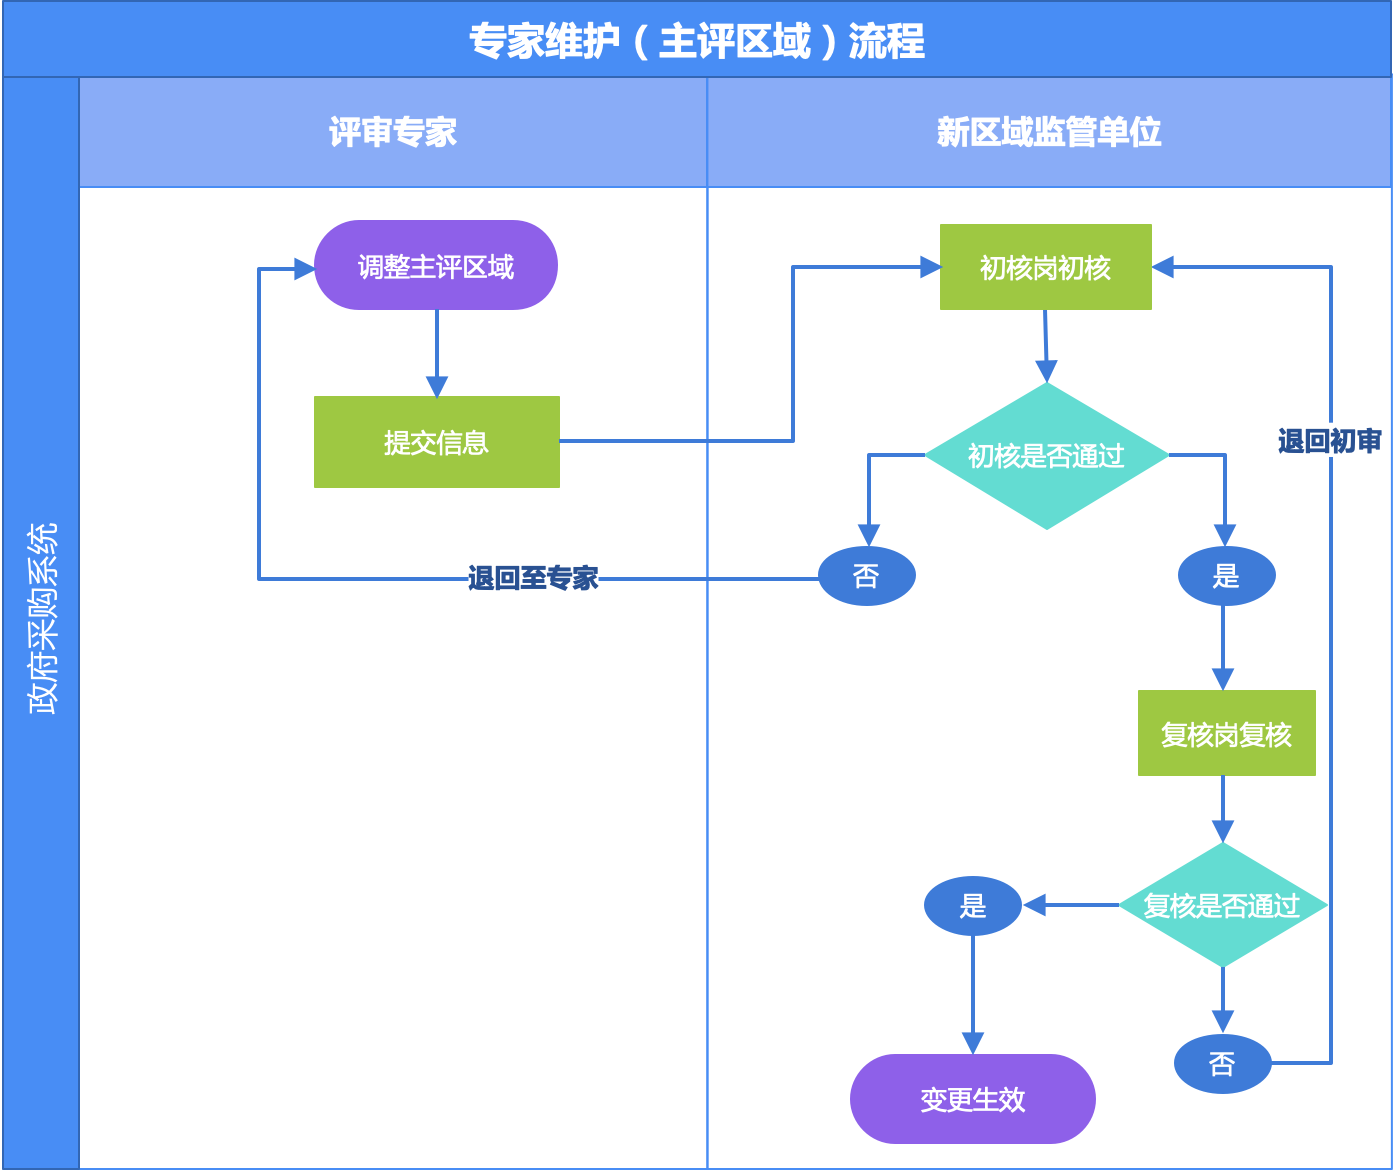 专家维护（主评区域）流程
评审专家
新区域监管单位
政府采购系统
调整主评区域
初核岗初核
提交信息
初核是否通过
退回初审
退回至专家
否
是
复核岗复核
复核是否通过
是
否
变更生效